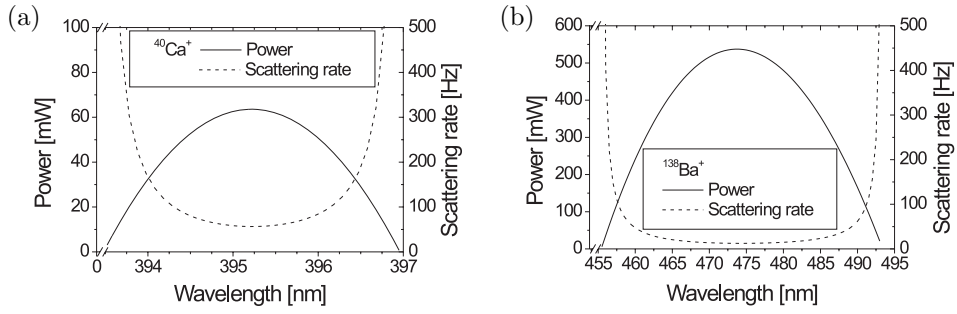 (a)
100
80
60
40
20
0
Power [mW]
⁴⁰Ca⁺
Power
Scattering rate
500
400
300
200
100
0
Scattering rate [Hz]
0 394 395 396 397
Wavelength [nm]
(b)
600
500
400
300
200
100
0
Power [mW]
¹³⁸Ba⁺
Power
Scattering rate
500
400
300
200
100
0
Scattering rate [Hz]
455 460 465 470 475 480 485 490 495
Wavelength [nm]